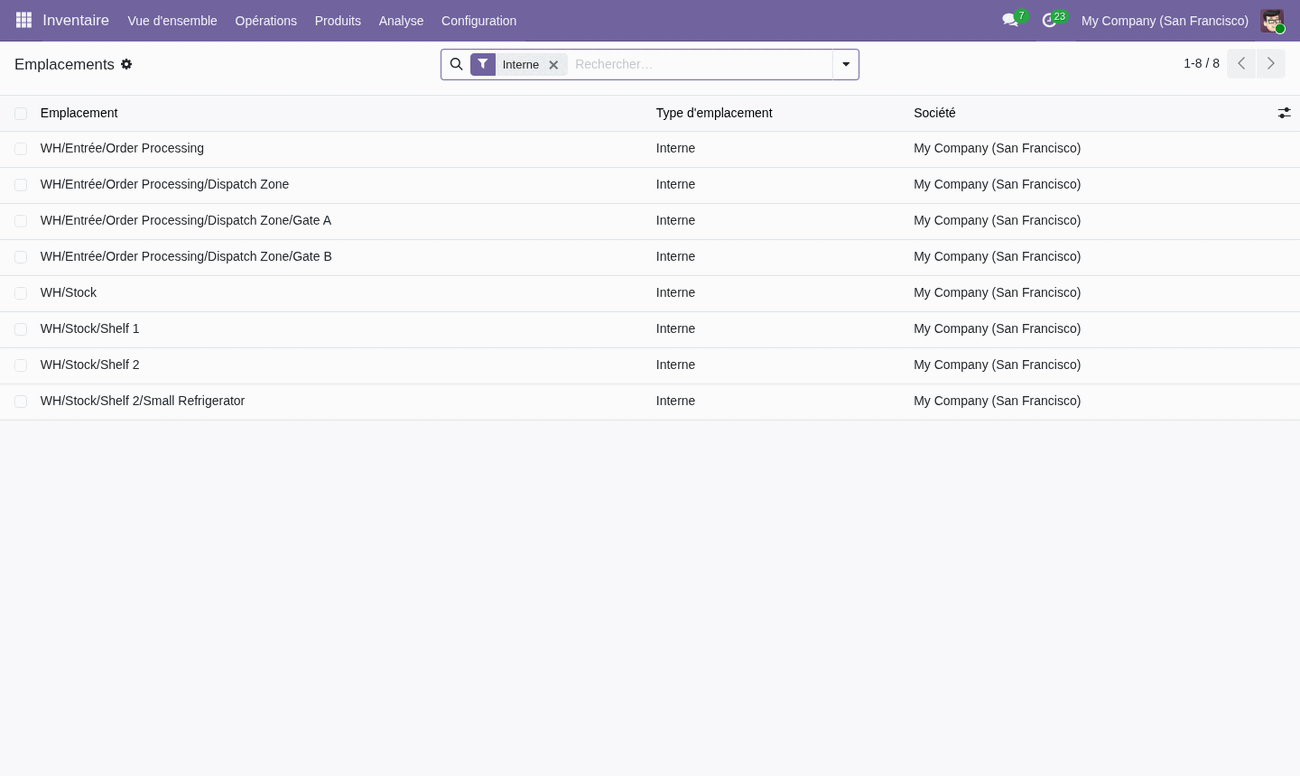 Inventaire Vue d'ensemble Opérations Produits Analyse Configuration 7 23 My Company (San Francisco)
Emplacements Interne Rechercher... 1-8 / 8
Emplacement Type d'emplacement Société
WH/Entrée/Order Processing Interne My Company (San Francisco)
WH/Entrée/Order Processing/Dispatch Zone Interne My Company (San Francisco)
WH/Entrée/Order Processing/Dispatch Zone/Gate A Interne My Company (San Francisco)
WH/Entrée/Order Processing/Dispatch Zone/Gate B Interne My Company (San Francisco)
WH/Stock Interne My Company (San Francisco)
WH/Stock/Shelf 1 Interne My Company (San Francisco)
WH/Stock/Shelf 2 Interne My Company (San Francisco)
WH/Stock/Shelf 2/Small Refrigerator Interne My Company (San Francisco)